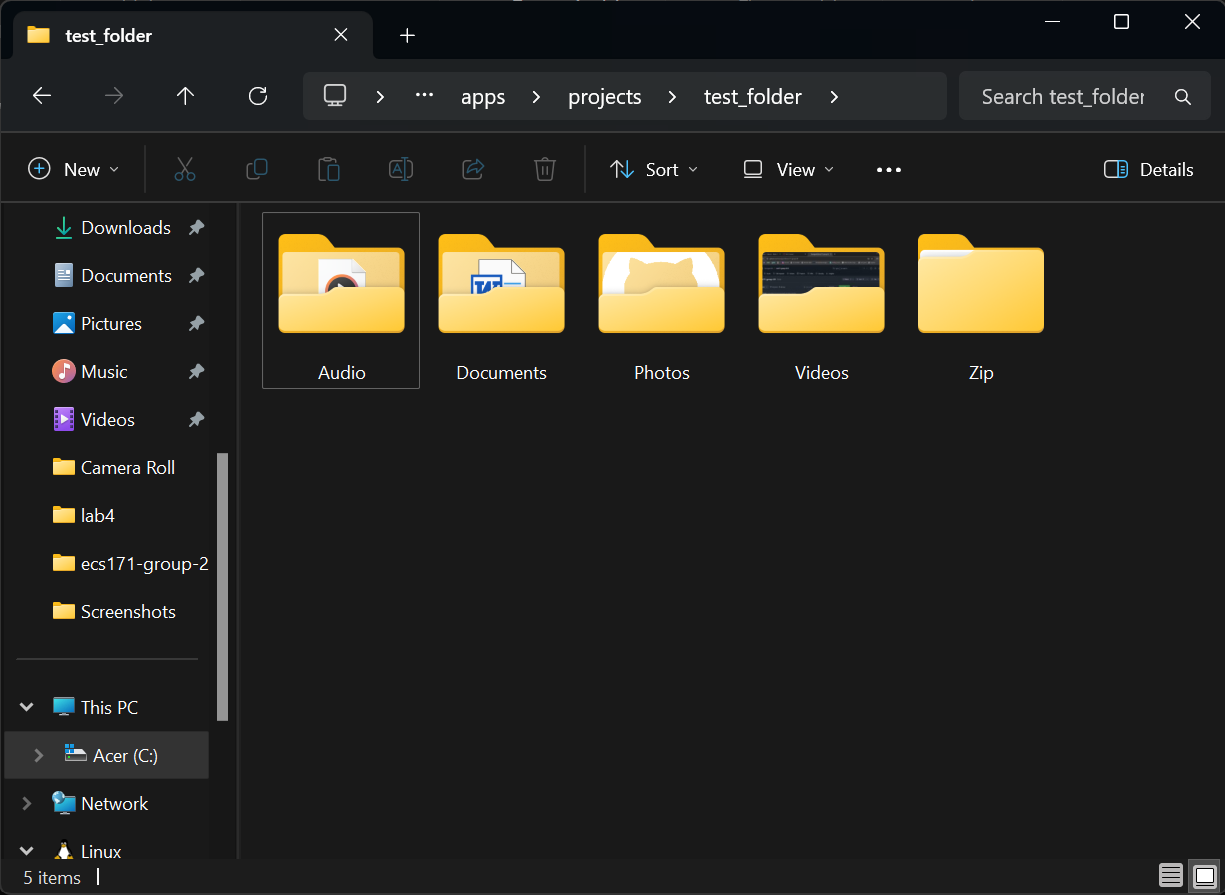 test_folder
… apps projects test_folder
Search test_folder
New Sort View ••• Details
Downloads
Documents
Pictures
Music
Videos
Camera Roll
lab4
ecs171-group-2
Screenshots
This PC
Acer (C:)
Network
Linux
Audio Documents Photos Videos Zip
5 items